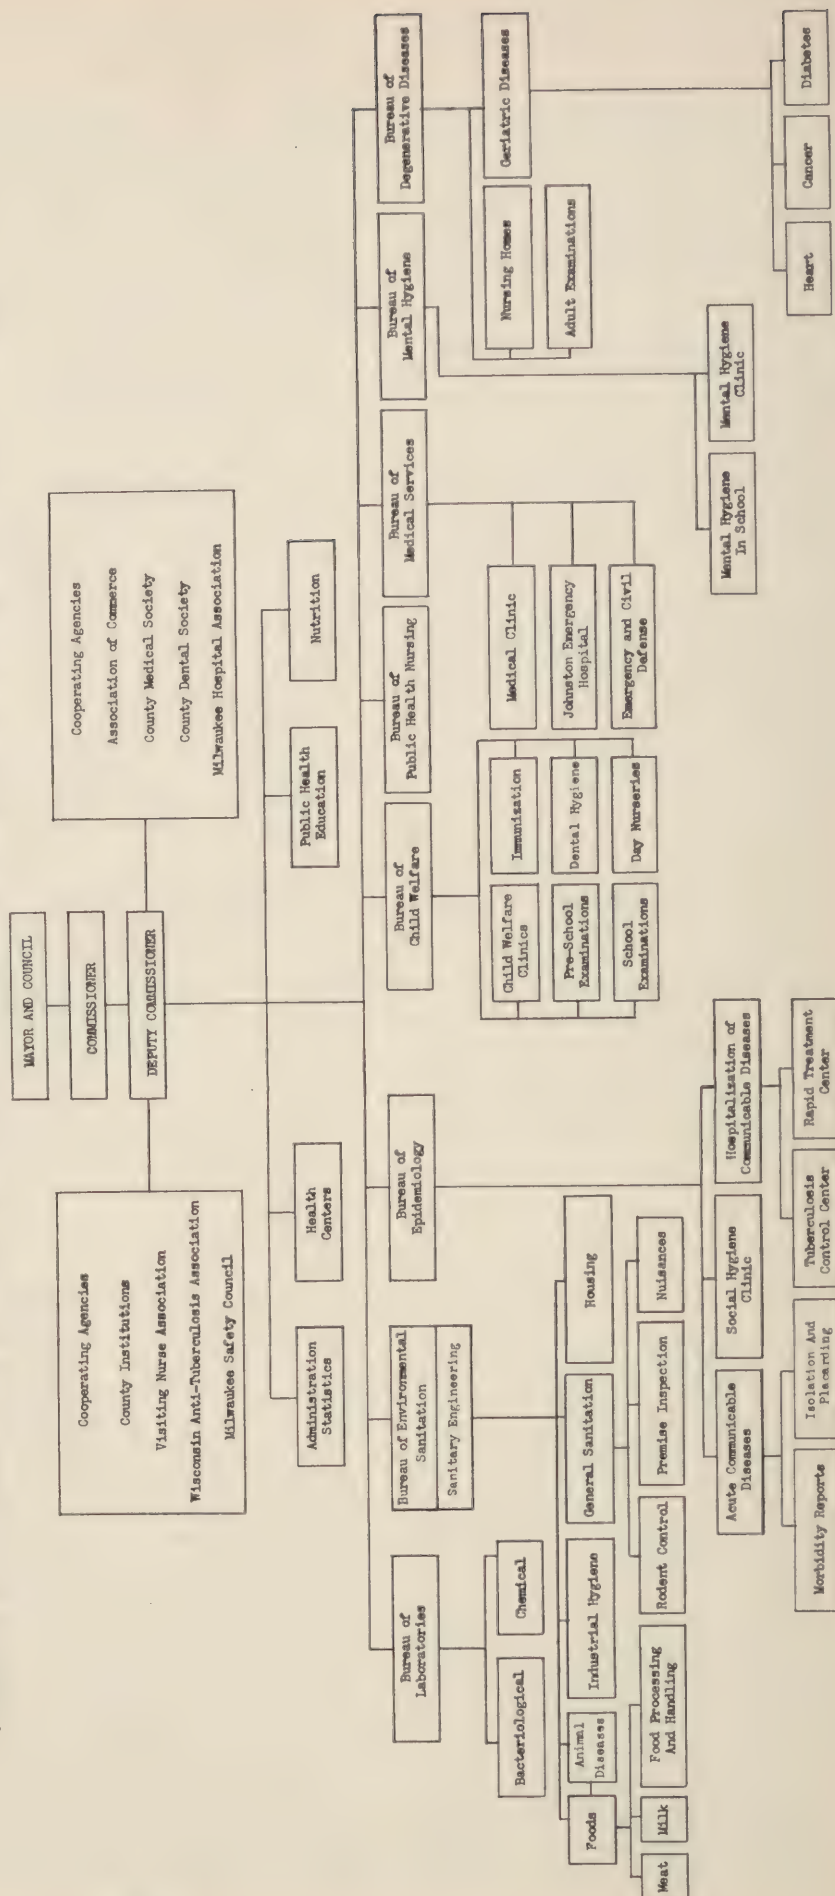 MAYOR AND COUNCIL
COMMISSIONER
DEPUTY COMMISSIONER
Cooperating Agencies
County Institutions
Visiting Nurse Association
Wisconsin Anti-Tuberculosis Association
Milwaukee Safety Council
Cooperating Agencies
Association of Commerce
County Medical Society
County Dental Society
Milwaukee Hospital Association
Administration
Statistics
Health
Centers
Public Health
Education
Nutrition
Bureau of
Laboratories
Bureau of Environmental
Sanitation
Sanitary Engineering
Bureau of
Epidemiology
Bureau of
Child Welfare
Bureau of
Public Health Nursing
Bureau of
Medical Services
Bureau of
Mental Hygiene
Bureau of
Degenerative Diseases
Bacteriological
Chemical
Foods
Animal
Diseases
Industrial Hygiene
General Sanitation
Housing
Meat
Milk
Food Processing
And Handling
Rodent Control
Premise Inspection
Nuisances
Acute Communicable
Diseases
Social Hygiene
Clinic
Hospitalization of
Communicable Diseases
Morbidity Reports
Isolation And
Placarding
Tuberculosis
Control Center
Rapid Treatment
Center
Child Welfare
Clinics
Immunization
Pre-School
Examinations
Dental Hygiene
School
Examinations
Day Nurseries
Medical Clinic
Johnston Emergency
Hospital
Emergency and Civil
Defense
Mental Hygiene
In School
Mental Hygiene
Clinic
Nursing Homes
Geriatric Diseases
Adult Examinations
Heart
Cancer
Diabetes